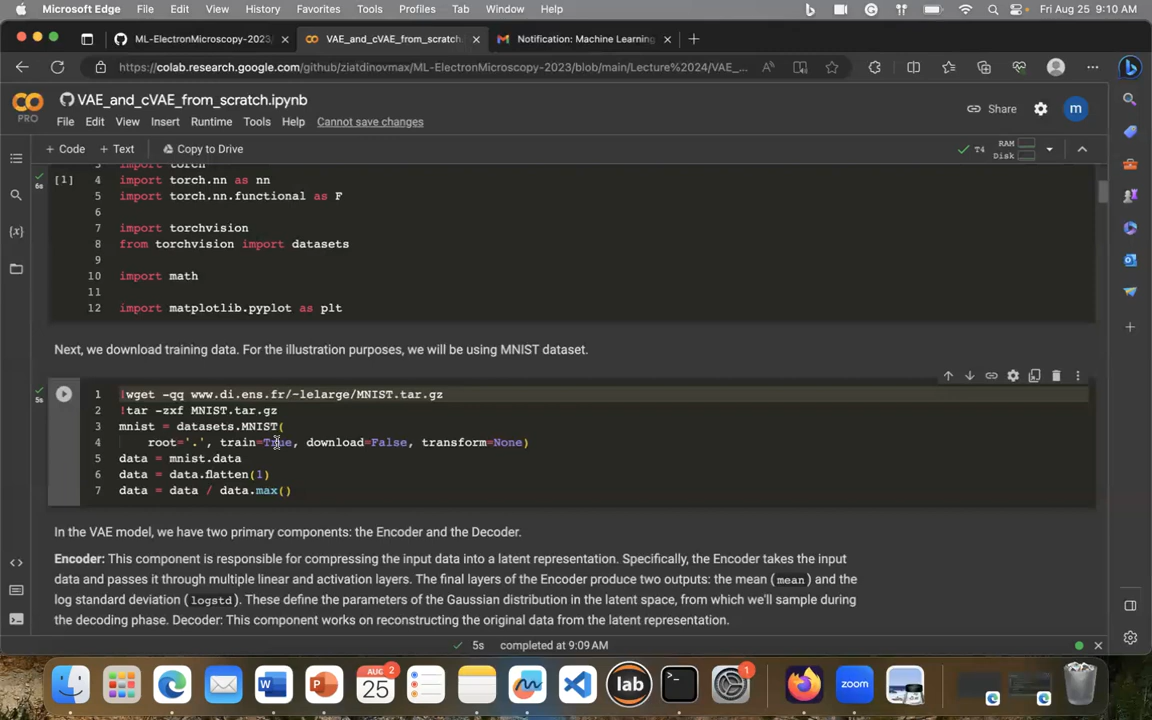 Microsoft Edge File Edit View History Favorites Tools Profiles Tab Window Help Fri Aug 25 9:10 AM
ML-ElectronMicroscopy-2023/ VAE_and_cVAE_from_scratch. Notification: Machine Learning
https://colab.research.google.com/github/ziatdinovmax/ML-ElectronMicroscopy-2023/blob/main/Lecture%2024/VAE_...
VAE_and_cVAE_from_scratch.ipynb
PRO
File Edit View Insert Runtime Tools Help Cannot save changes
Share
m
+ Code + Text Copy to Drive
T4 RAM
Disk
3 import torch
[1] 4 import torch.nn as nn
6s
5 import torch.nn.functional as F
6
7 import torchvision
8 from torchvision import datasets
9
10 import math
11
12 import matplotlib.pyplot as plt
Next, we download training data. For the illustration purposes, we will be using MNIST dataset.
5s
1 !wget -qq www.di.ens.fr/~lelarge/MNIST.tar.gz
2 !tar -zxf MNIST.tar.gz
3 mnist = datasets.MNIST(
4 root='.', train=True, download=False, transform=None)
5 data = mnist.data
6 data = data.flatten(1)
7 data = data / data.max()
In the VAE model, we have two primary components: the Encoder and the Decoder.
Encoder: This component is responsible for compressing the input data into a latent representation. Specifically, the Encoder takes the input
data and passes it through multiple linear and activation layers. The final layers of the Encoder produce two outputs: the mean (mean) and the
log standard deviation (logstd). These define the parameters of the Gaussian distribution in the latent space, from which we'll sample during
the decoding phase. Decoder: This component works on reconstructing the original data from the latent representation.
5s completed at 9:09 AM
AUG
25
2
lab
zoom
1